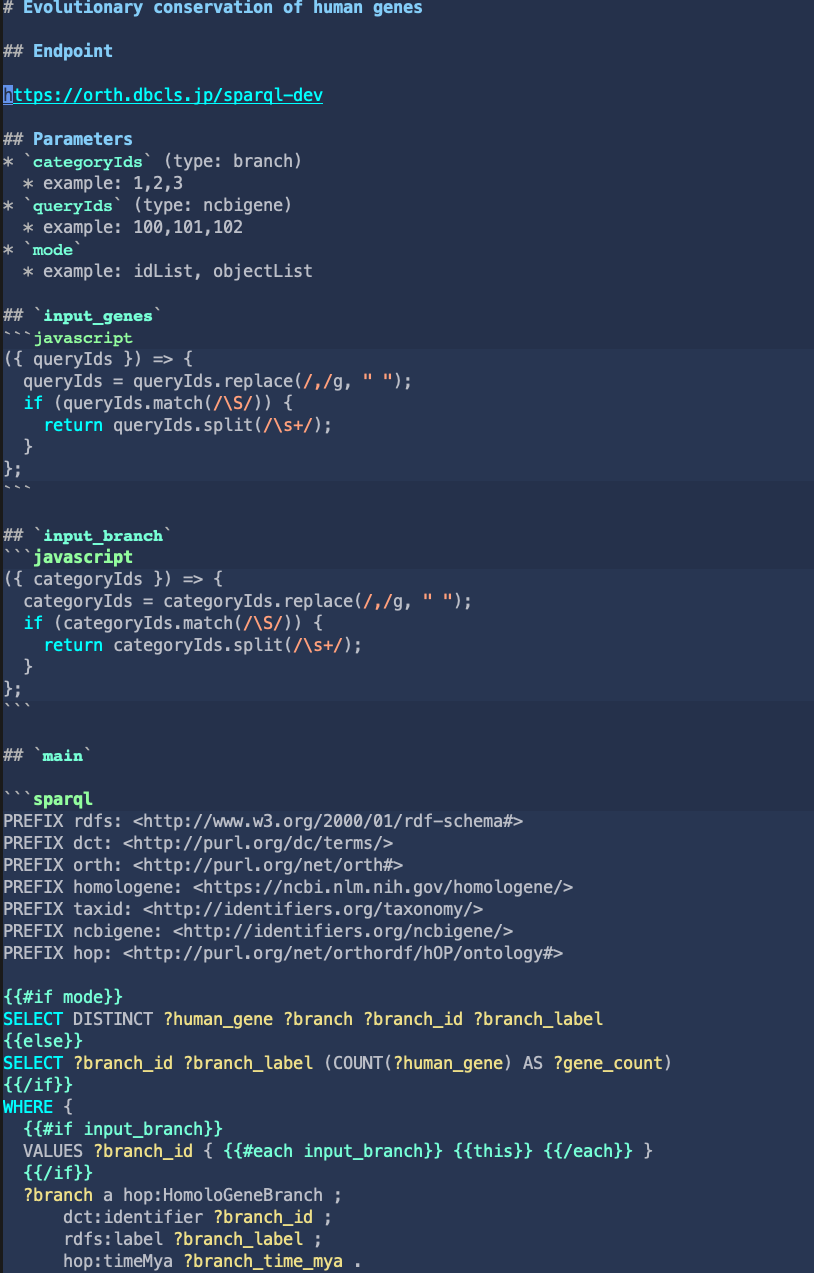 # Evolutionary conservation of human genes
## Endpoint
https://orth.dbcls.jp/sparql-dev
## Parameters
* `categoryIds` (type: branch)
  * example: 1,2,3
* `queryIds` (type: ncbigene)
  * example: 100,101,102
* `mode`
  * example: idList, objectList
## `input_genes`
```javascript
({ queryIds }) => {
  queryIds = queryIds.replace(/,/g, " ");
  if (queryIds.match(/\S/)) {
    return queryIds.split(/\s+/);
  }
};
```
## `input_branch`
```javascript
({ categoryIds }) => {
  categoryIds = categoryIds.replace(/,/g, " ");
  if (categoryIds.match(/\S/)) {
    return categoryIds.split(/\s+/);
  }
};
```
## `main`
```sparql
PREFIX rdfs: <http://www.w3.org/2000/01/rdf-schema#>
PREFIX dct: <http://purl.org/dc/terms/>
PREFIX orth: <http://purl.org/net/orth#>
PREFIX homologene: <https://ncbi.nlm.nih.gov/homologene/>
PREFIX taxid: <http://identifiers.org/taxonomy/>
PREFIX ncbigene: <http://identifiers.org/ncbigene/>
PREFIX hop: <http://purl.org/net/orthordf/hOP/ontology#>
{{#if mode}}
SELECT DISTINCT ?human_gene ?branch ?branch_id ?branch_label
{{else}}
SELECT ?branch_id ?branch_label (COUNT(?human_gene) AS ?gene_count)
{{/if}}
WHERE {
  {{#if input_branch}}
  VALUES ?branch_id { {{#each input_branch}} {{this}} {{/each}} }
  {{/if}}
  ?branch a hop:HomoloGeneBranch ;
      dct:identifier ?branch_id ;
      rdfs:label ?branch_label ;
      hop:timeMya ?branch_time_mya .